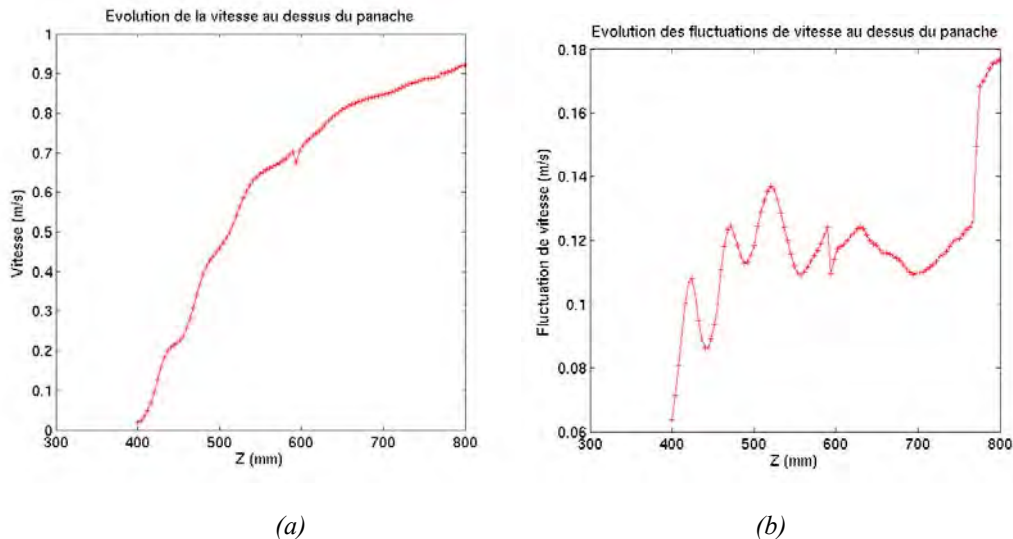 Evolution de la vitesse au dessus du panache
1
0.9
0.8
0.7
0.6
0.5
0.4
0.3
0.2
0.1
0
Vitesse (m/s)
300 400 500 600 700 800
Z (mm)
(a)
Evolution des fluctuations de vitesse au dessus du panache
0.18
0.16
0.14
0.12
0.1
0.08
0.06
Fluctuation de vitesse (m/s)
300 400 500 600 700 800
Z (mm)
(b)